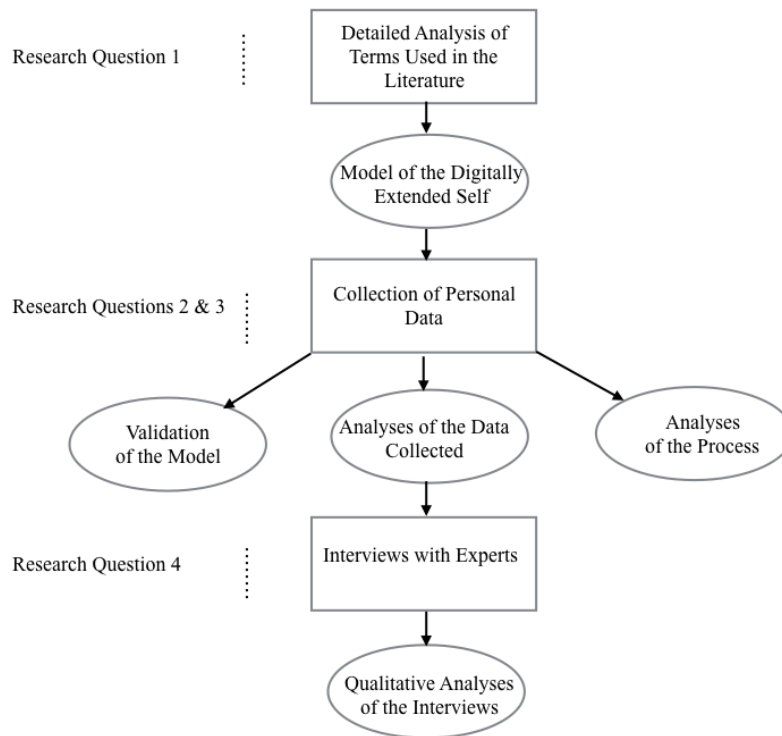 Research Question 1
Detailed Analysis of
Terms Used in the
Literature
Model of the Digitally
Extended Self
Research Questions 2 & 3
Collection of Personal
Data
Validation
of the Model
Analyses of the Data
Collected
Analyses
of the Process
Research Question 4
Interviews with Experts
Qualitative Analyses
of the Interviews